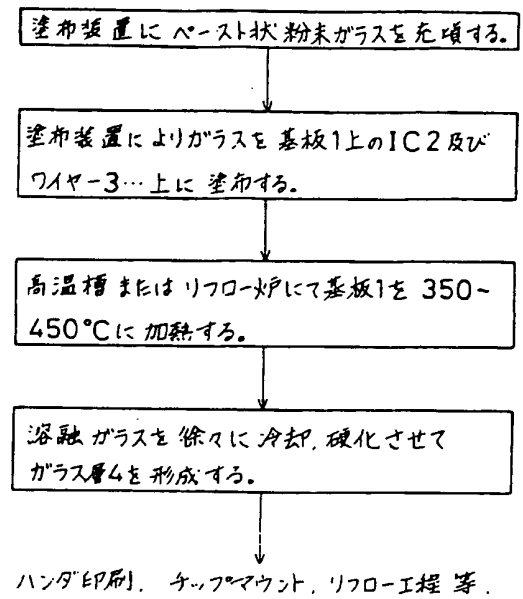 塗布装置にペースト状粉末ガラスを充填する。
塗布装置によりガラスを基板1上のIC2及び
ワイヤー3…上に塗布する。
高温槽またはリフロー炉にて基板1を350~
450°Cに加熱する。
溶融ガラスを徐々に冷却,硬化させて
ガラス層4を形成する。
ハンダ印刷, チップマウント, リフロー工程等.